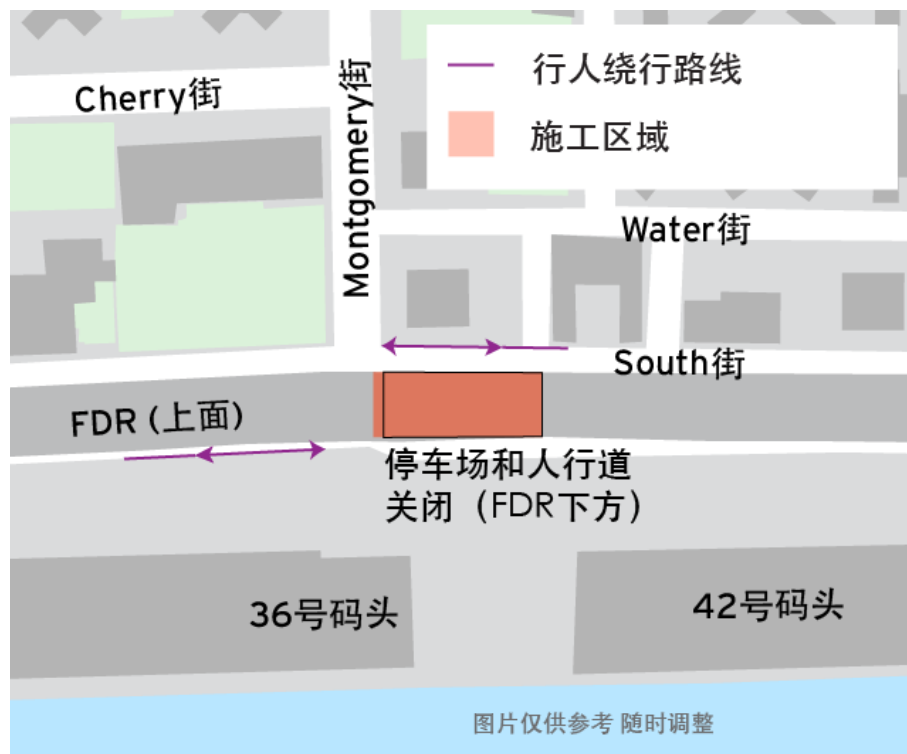 行人绕行路线
施工区域
Cherry街
Montgomery街
Water街
South街
FDR (上面)
停车场和人行道
关闭（FDR下方）
36号码头
42号码头
图片仅供参考 随时调整